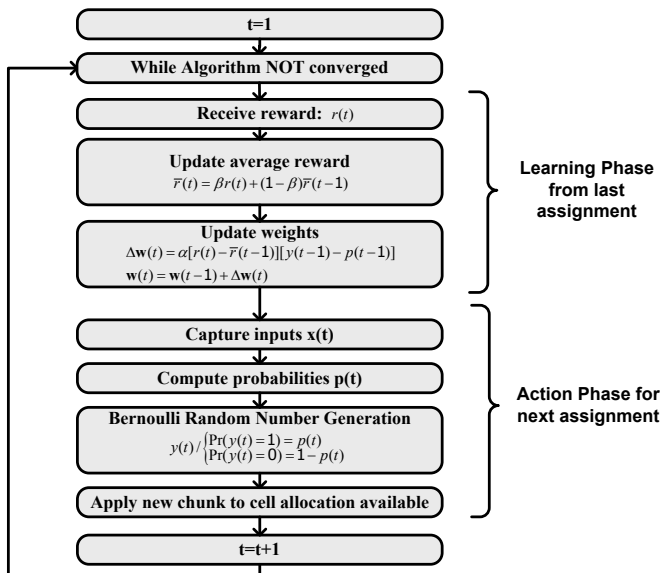 t=1
While Algorithm NOT converged
Receive reward: r(t)
Update average reward
r̅(t) = βr(t)+(1−β)r̅(t−1)
Update weights
Δw(t) = α[r(t)−r̅(t−1)][y(t−1)−p(t−1)]
w(t) = w(t−1)+Δw(t)
Learning Phase
from last
assignment
Capture inputs x(t)
Compute probabilities p(t)
Bernoulli Random Number Generation
y(t) / {Pr(y(t)=1) = p(t)
{Pr(y(t)=0) = 1−p(t)
Apply new chunk to cell allocation available
Action Phase for
next assignment
t=t+1